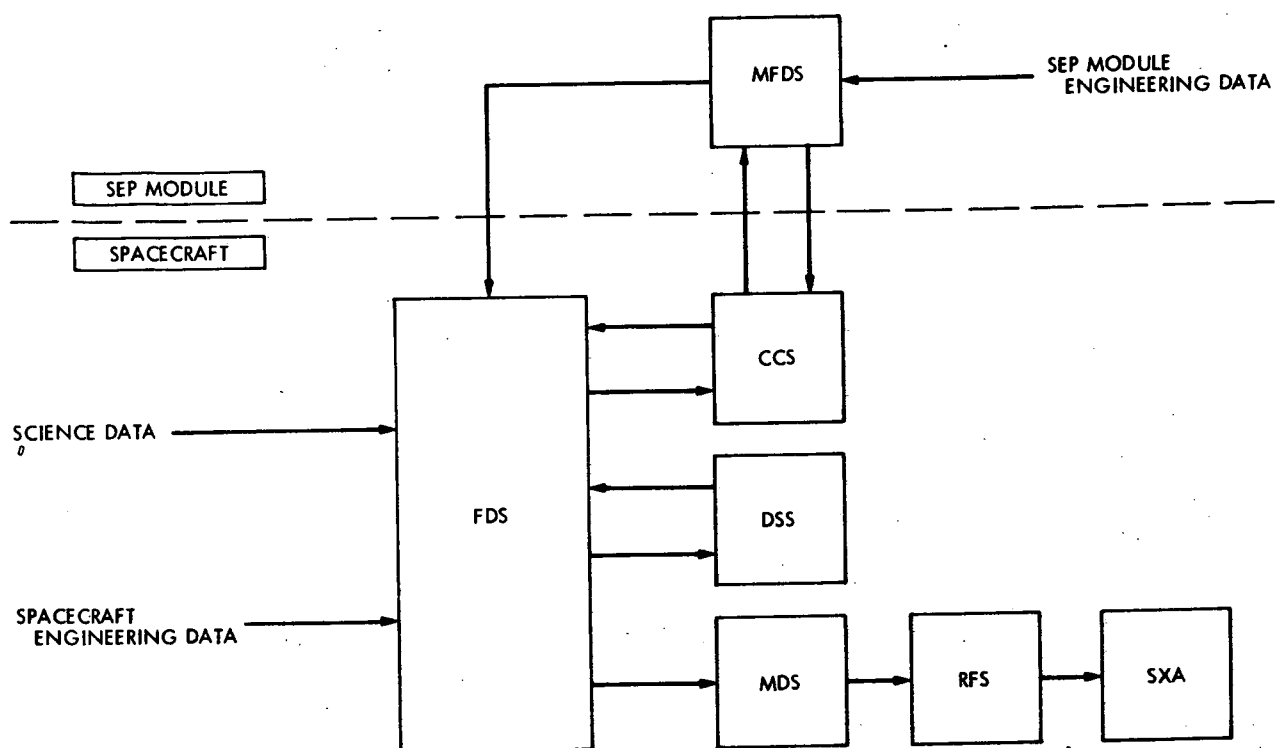 MFDS
SEP MODULE
ENGINEERING DATA
SEP MODULE
SPACECRAFT
CCS
SCIENCE DATA
FDS
DSS
SPACECRAFT
ENGINEERING DATA
MDS
RFS
SXA